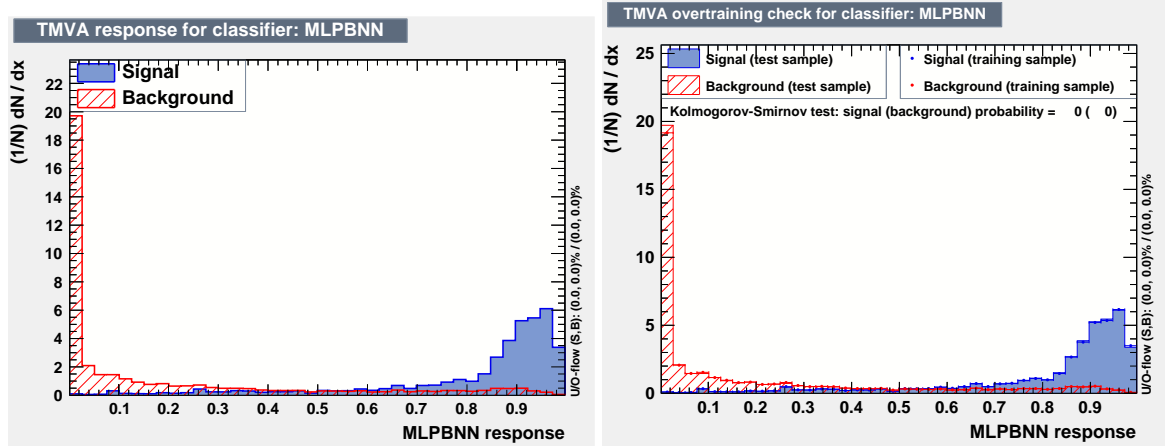 TMVA response for classifier: MLPBNN
Signal
Background
(1/N) dN / dx
22
20
18
16
14
12
10
8
6
4
2
0
0.1 0.2 0.3 0.4 0.5 0.6 0.7 0.8 0.9
MLPBNN response
U/O-flow (S,B): (0.0, 0.0)% / (0.0, 0.0)%
TMVA overtraining check for classifier: MLPBNN
Signal (test sample)
Background (test sample)
Signal (training sample)
Background (training sample)
Kolmogorov-Smirnov test: signal (background) probability = 0 ( 0)
(1/N) dN / dx
25
20
15
10
5
0
0.1 0.2 0.3 0.4 0.5 0.6 0.7 0.8 0.9
MLPBNN response
U/O-flow (S,B): (0.0, 0.0)% / (0.0, 0.0)%